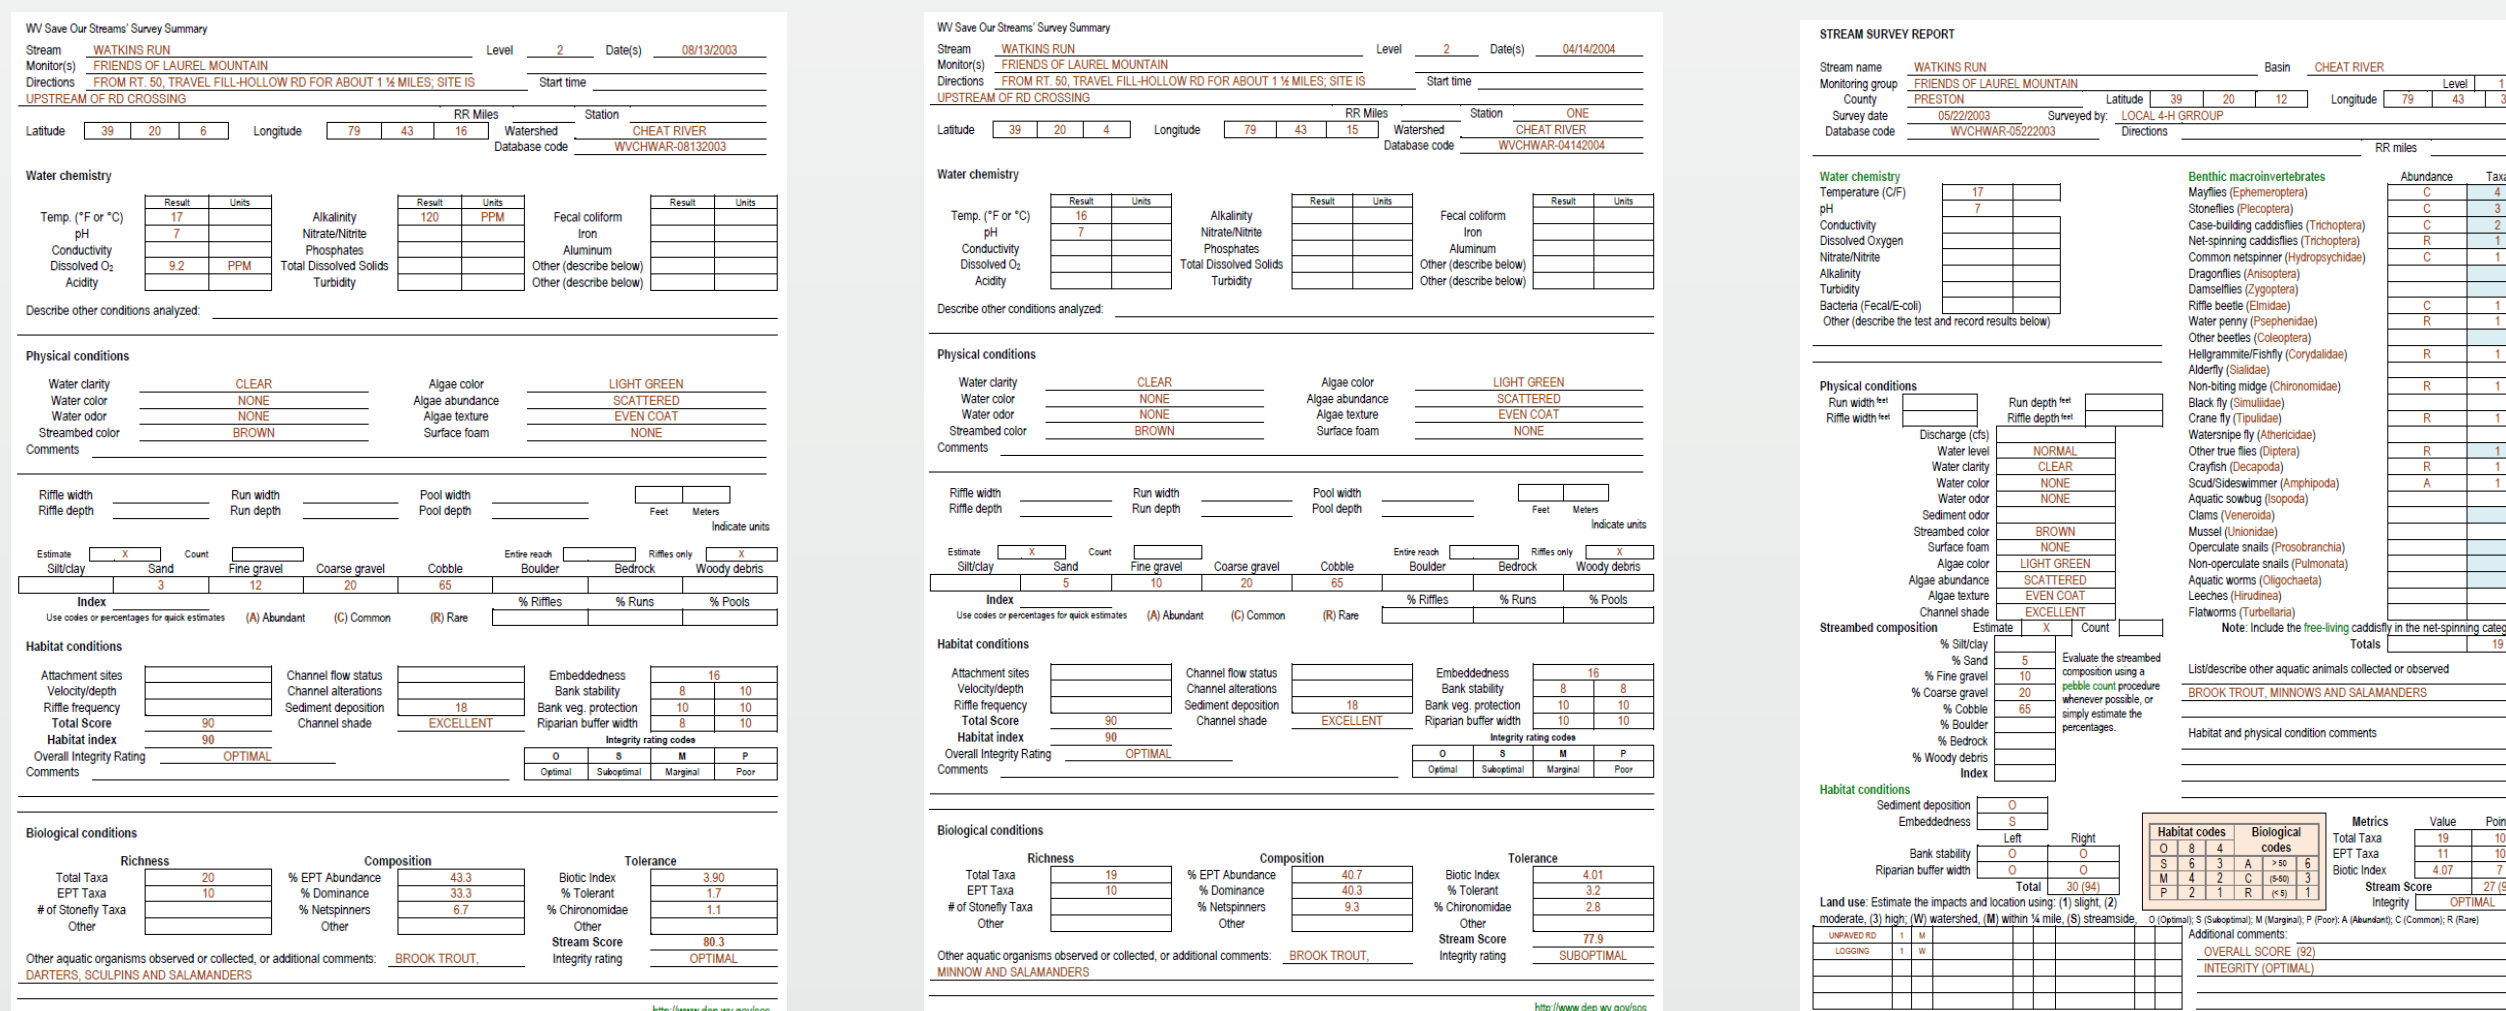 WV Save Our Streams' Survey Summary
Stream WATKINS RUN Level 2 Date(s) 08/13/2003
Monitor(s) FRIENDS OF LAUREL MOUNTAIN
Directions FROM RT. 50, TRAVEL FILL-HOLLOW RD FOR ABOUT 1 ½ MILES; SITE IS Start time
UPSTREAM OF RD CROSSING
RR Miles Station
Latitude 39 20 6 Longitude 79 43 16 Watershed CHEAT RIVER
Database code WVCHWAR-08132003
Water chemistry
Result Units Result Units Result Units
Temp. (°F or °C) 17 Alkalinity 120 PPM Fecal coliform
pH 7 Nitrate/Nitrite Iron
Conductivity Phosphates Aluminum
Dissolved O₂ 9.2 PPM Total Dissolved Solids Other (describe below)
Acidity Turbidity Other (describe below)
Describe other conditions analyzed:
Physical conditions
Water clarity CLEAR Algae color LIGHT GREEN
Water color NONE Algae abundance SCATTERED
Water odor NONE Algae texture EVEN COAT
Streambed color BROWN Surface foam NONE
Comments
Riffle width Run width Pool width
Riffle depth Run depth Pool depth Feet Meters
Indicate units
Estimate X Count Entire reach Riffles only X
Silt/clay Sand Fine gravel Coarse gravel Cobble Boulder Bedrock Woody debris
3 12 20 65
Index % Riffles % Runs % Pools
Use codes or percentages for quick estimates (A) Abundant (C) Common (R) Rare
Habitat conditions
Attachment sites Channel flow status Embeddedness 16
Velocity/depth Channel alterations Bank stability 8 10
Riffle frequency Sediment deposition 18 Bank veg. protection 10 10
Total Score 90 Channel shade EXCELLENT Riparian buffer width 8 10
Habitat index 90 Integrity rating codes
Overall Integrity Rating OPTIMAL O S M P
Comments Optimal Suboptimal Marginal Poor
Biological conditions
Richness Composition Tolerance
Total Taxa 20 % EPT Abundance 43.3 Biotic Index 3.90
EPT Taxa 10 % Dominance 33.3 % Tolerant 1.7
# of Stonefly Taxa % Netspinners 6.7 % Chironomidae 1.1
Other Other Other
Stream Score 80.3
Other aquatic organisms observed or collected, or additional comments: BROOK TROUT, Integrity rating OPTIMAL
DARTERS, SCULPINS AND SALAMANDERS
http://www.dep.wv.gov/sos
WV Save Our Streams' Survey Summary
Stream WATKINS RUN Level 2 Date(s) 04/14/2004
Monitor(s) FRIENDS OF LAUREL MOUNTAIN
Directions FROM RT. 50, TRAVEL FILL-HOLLOW RD FOR ABOUT 1 ½ MILES; SITE IS Start time
UPSTREAM OF RD CROSSING
RR Miles Station ONE
Latitude 39 20 4 Longitude 79 43 15 Watershed CHEAT RIVER
Database code WVCHWAR-04142004
Water chemistry
Result Units Result Units Result Units
Temp. (°F or °C) 16 Alkalinity Fecal coliform
pH 7 Nitrate/Nitrite Iron
Conductivity Phosphates Aluminum
Dissolved O₂ Total Dissolved Solids Other (describe below)
Acidity Turbidity Other (describe below)
Describe other conditions analyzed:
Physical conditions
Water clarity CLEAR Algae color LIGHT GREEN
Water color NONE Algae abundance SCATTERED
Water odor NONE Algae texture EVEN COAT
Streambed color BROWN Surface foam NONE
Comments
Riffle width Run width Pool width
Riffle depth Run depth Pool depth Feet Meters
Indicate units
Estimate X Count Entire reach Riffles only X
Silt/clay Sand Fine gravel Coarse gravel Cobble Boulder Bedrock Woody debris
5 10 20 65
Index % Riffles % Runs % Pools
Use codes or percentages for quick estimates (A) Abundant (C) Common (R) Rare
Habitat conditions
Attachment sites Channel flow status Embeddedness 16
Velocity/depth Channel alterations Bank stability 8 8
Riffle frequency Sediment deposition 18 Bank veg. protection 10 10
Total Score 90 Channel shade EXCELLENT Riparian buffer width 10 10
Habitat index 90 Integrity rating codes
Overall Integrity Rating OPTIMAL O S M P
Comments Optimal Suboptimal Marginal Poor
Biological conditions
Richness Composition Tolerance
Total Taxa 19 % EPT Abundance 40.7 Biotic Index 4.01
EPT Taxa 10 % Dominance 40.3 % Tolerant 3.2
# of Stonefly Taxa % Netspinners 9.3 % Chironomidae 2.8
Other Other Other
Stream Score 77.9
Other aquatic organisms observed or collected, or additional comments: BROOK TROUT, Integrity rating SUBOPTIMAL
MINNOW AND SALAMANDERS
http://www.dep.wv.gov/sos
STREAM SURVEY REPORT
Stream name WATKINS RUN Basin CHEAT RIVER
Monitoring group FRIENDS OF LAUREL MOUNTAIN Level 1
County PRESTON Latitude 39 20 12 Longitude 79 43 3
Survey date 05/22/2003 Surveyed by: LOCAL 4-H GRROUP
Database code WVCHWAR-05222003 Directions
RR miles
Water chemistry
Temperature (C/F) 17
pH 7
Conductivity
Dissolved Oxygen
Nitrate/Nitrite
Alkalinity
Turbidity
Bacteria (Fecal/E-coli)
Other (describe the test and record results below)
Physical conditions
Run width feet Run depth feet
Riffle width feet Riffle depth feet
Discharge (cfs)
Water level NORMAL
Water clarity CLEAR
Water color NONE
Water odor NONE
Sediment odor
Streambed color BROWN
Surface foam NONE
Algae color LIGHT GREEN
Algae abundance SCATTERED
Algae texture EVEN COAT
Channel shade EXCELLENT
Streambed composition Estimate X Count
% Silt/clay
% Sand 5
% Fine gravel 10
% Coarse gravel 20
% Cobble 65
% Boulder
% Bedrock
% Woody debris
Index
Evaluate the streambed
composition using a
pebble count procedure
whenever possible, or
simply estimate the
percentages.
Habitat conditions
Sediment deposition O
Embeddedness S
Left Right
Bank stability O O
Riparian buffer width O O
Total 30 (94)
Land use: Estimate the impacts and location using: (1) slight, (2)
moderate, (3) high; (W) watershed, (M) within ¼ mile, (S) streamside,
UNPAVED RD 1 M
LOGGING 1 W
Benthic macroinvertebrates Abundance Taxa
Mayflies (Ephemeroptera) C 4
Stoneflies (Plecoptera) C 3
Case-building caddisflies (Trichoptera) C 2
Net-spinning caddisflies (Trichoptera) R 1
Common netspinner (Hydropsychidae) C 1
Dragonflies (Anisoptera)
Damselflies (Zygoptera)
Riffle beetle (Elmidae) C 1
Water penny (Psephenidae) R 1
Other beetles (Coleoptera)
Hellgrammite/Fishfly (Corydalidae) R 1
Alderfly (Sialidae)
Non-biting midge (Chironomidae) R 1
Black fly (Simuliidae)
Crane fly (Tipulidae) R 1
Watersnipe fly (Athericidae)
Other true flies (Diptera) R 1
Crayfish (Decapoda) R 1
Scud/Sideswimmer (Amphipoda) A 1
Aquatic sowbug (Isopoda)
Clams (Veneroida)
Mussel (Unionidae)
Operculate snails (Prosobranchia)
Non-operculate snails (Pulmonata)
Aquatic worms (Oligochaeta)
Leeches (Hirudinea)
Flatworms (Turbellaria)
Note: Include the free-living caddisfly in the net-spinning categ
Totals 19
List/describe other aquatic animals collected or observed
BROOK TROUT, MINNOWS AND SALAMANDERS
Habitat and physical condition comments
Habitat codes Biological codes
O 8 4
S 6 3 A > 50 6
M 4 2 C (5-50) 3
P 2 1 R (< 5) 1
Metrics Value Poin
Total Taxa 19 10
EPT Taxa 11 10
Biotic Index 4.07 7
Stream Score 27 (9
Integrity OPTIMAL
O (Optimal); S (Suboptimal); M (Marginal); P (Poor): A (Abundant); C (Common); R (Rare)
Additional comments:
OVERALL SCORE (92)
INTEGRITY (OPTIMAL)